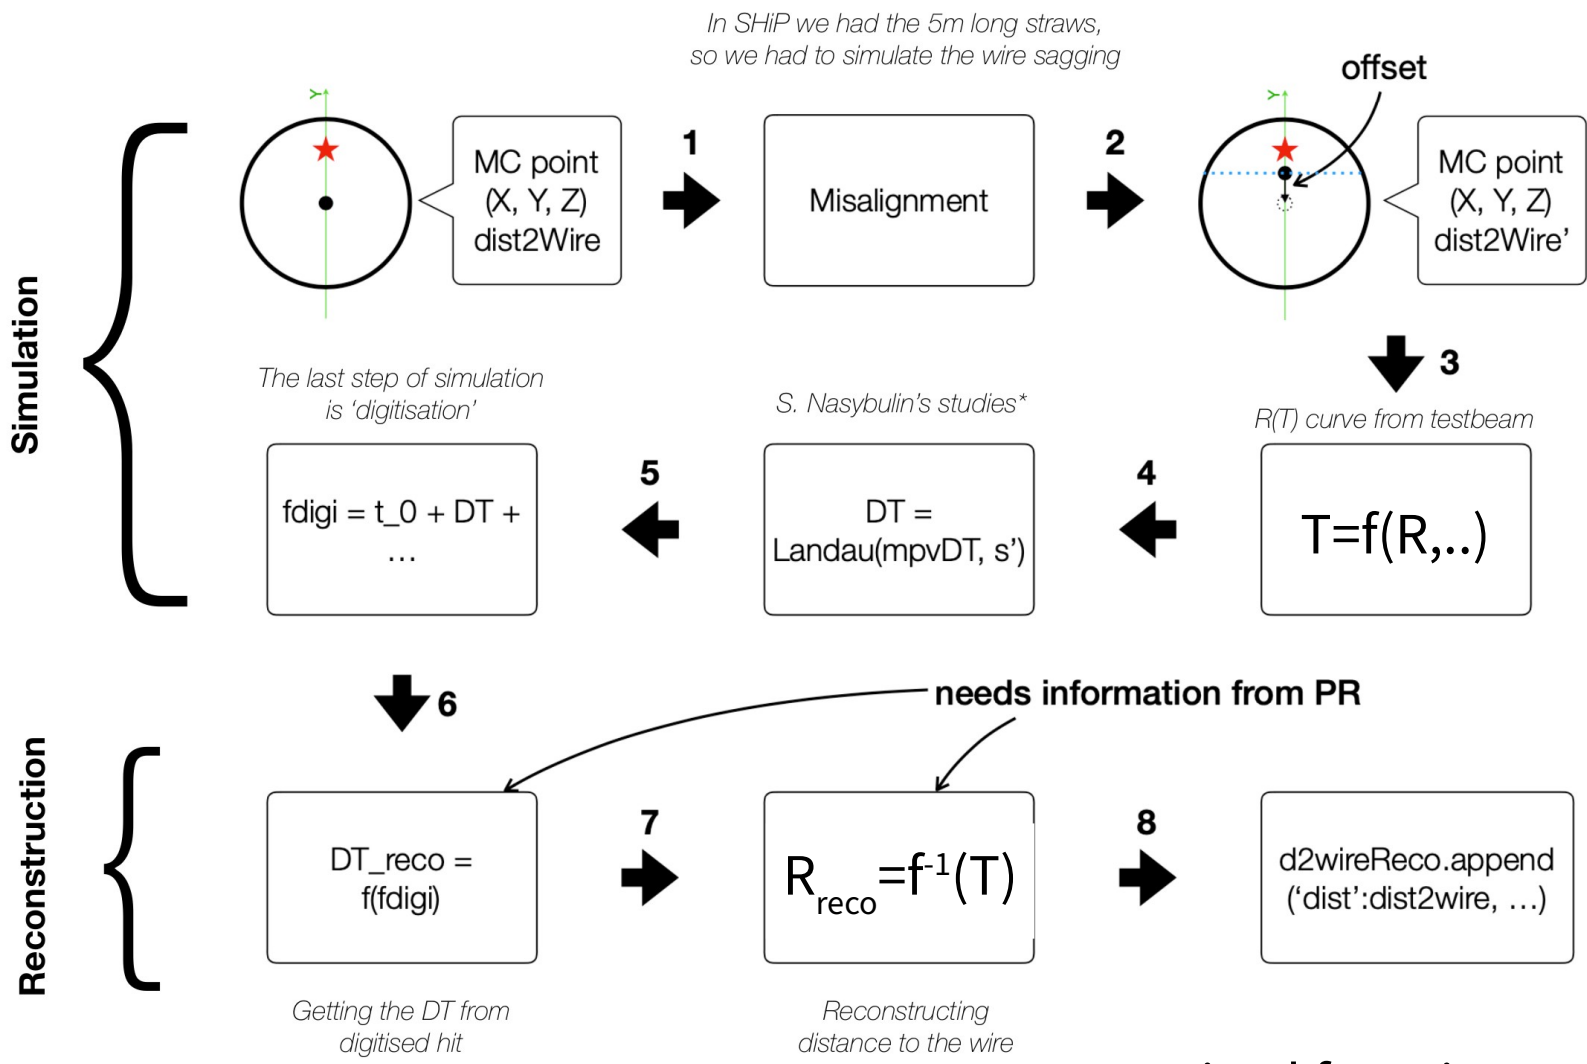 In SHiP we had the 5m long straws,
so we had to simulate the wire sagging
offset
Simulation
Y
MC point
(X, Y, Z)
dist2Wire
1
Misalignment
2
Y
MC point
(X, Y, Z)
dist2Wire’
3
The last step of simulation
is ‘digitisation’
S. Nasybulin’s studies*
R(T) curve from testbeam
fdigi = t_0 + DT +
…
5
DT =
Landau(mpvDT, s’)
4
T=f(R,..)
6
needs information from PR
Reconstruction
DT_reco =
f(fdigi)
7
Rreco=f-1(T)
8
d2wireReco.append
(‘dist’:dist2wire, …)
Getting the DT from
digitised hit
Reconstructing
distance to the wire